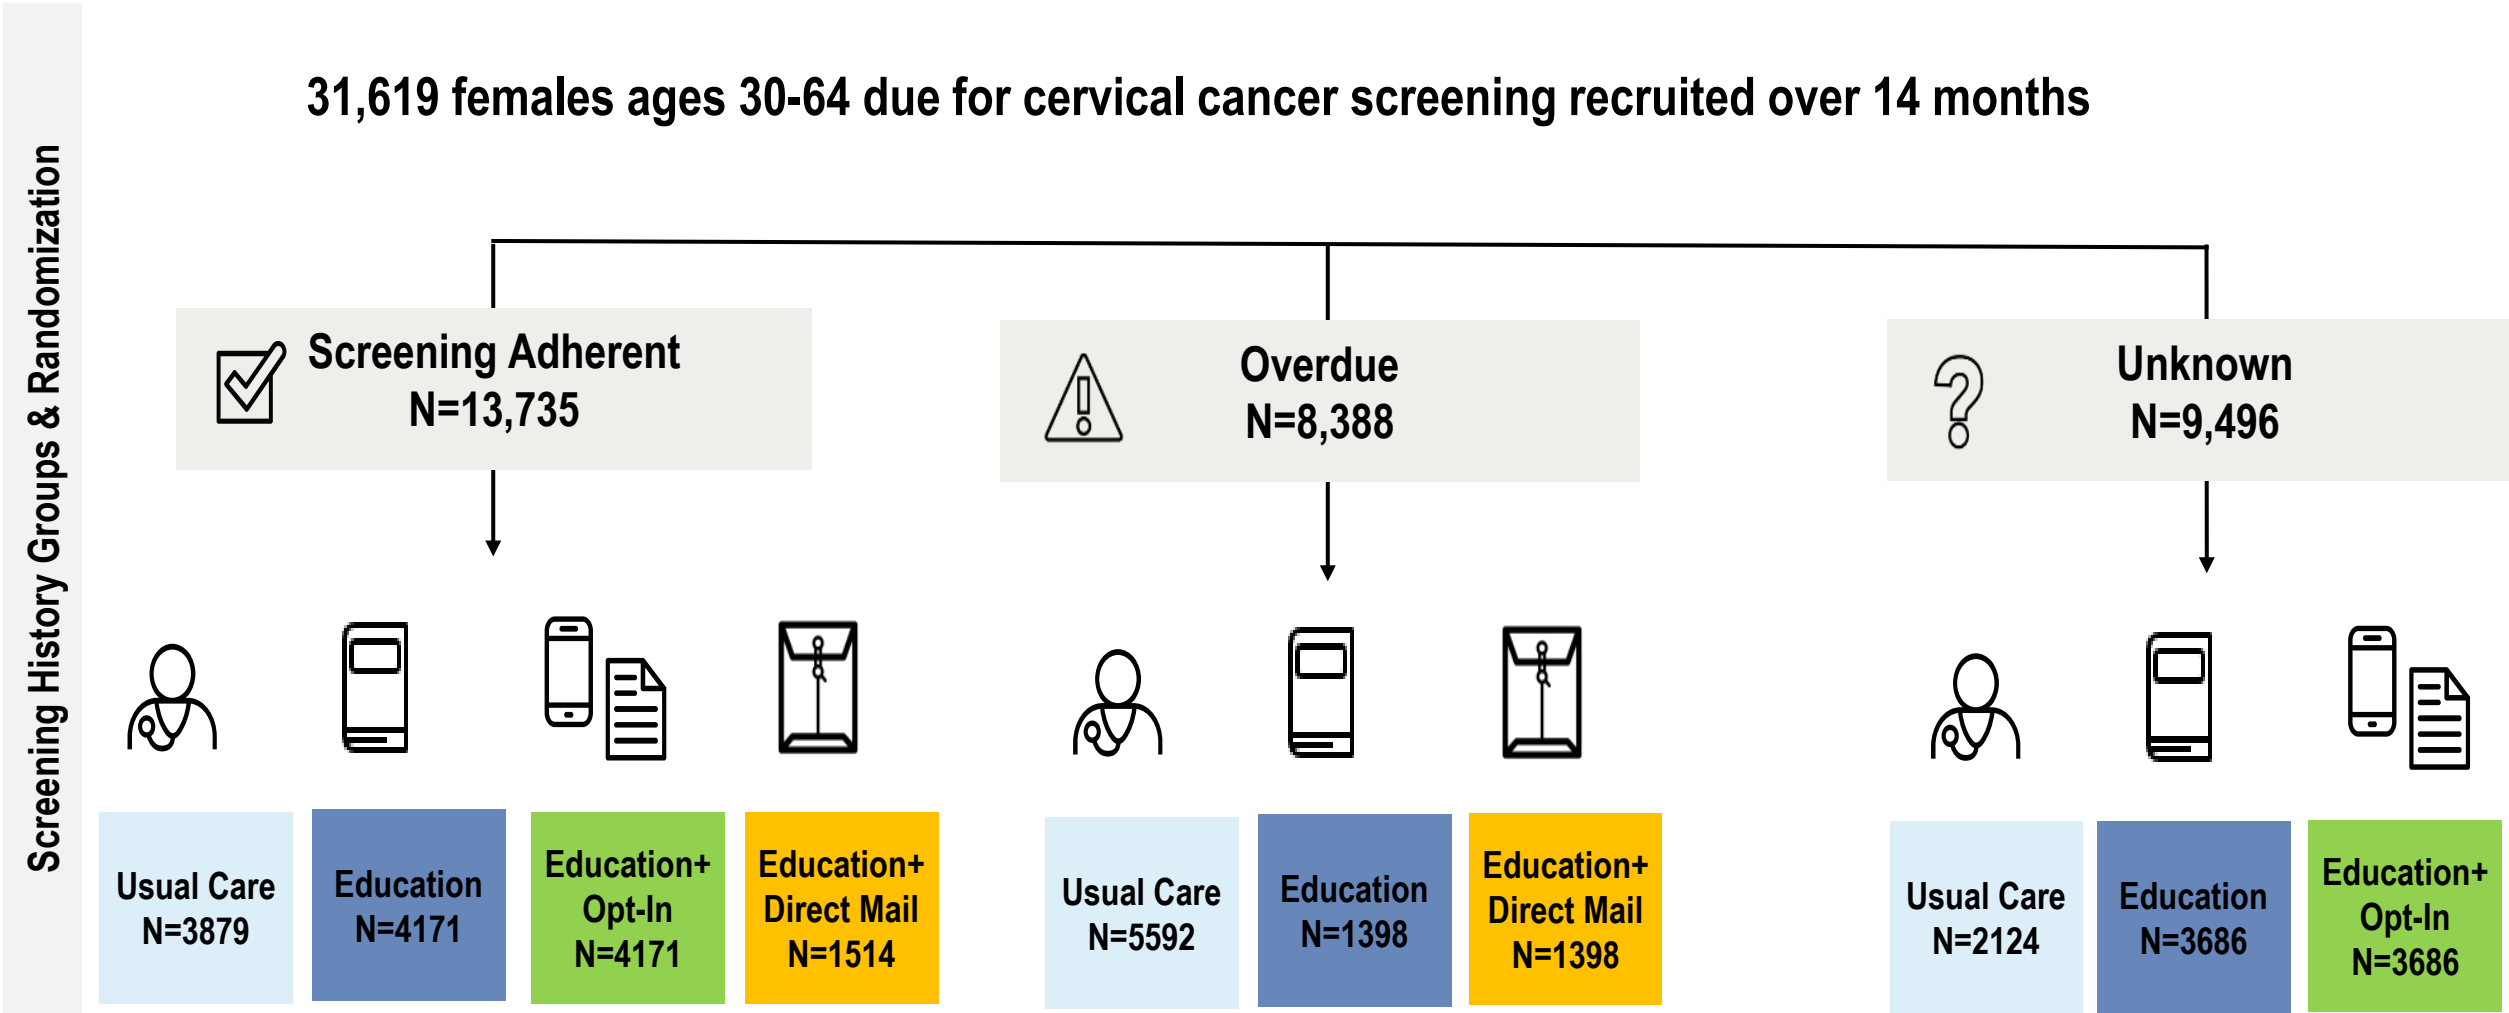 31,619 females ages 30-64 due for cervical cancer screening recruited over 14 months
Screening History Groups & Randomization
Screening Adherent
N=13,735
Overdue
N=8,388
Unknown
N=9,496
Usual Care
N=3879
Education
N=4171
Education+
Opt-In
N=4171
Education+
Direct Mail
N=1514
Usual Care
N=5592
Education
N=1398
Education+
Direct Mail
N=1398
Usual Care
N=2124
Education
N=3686
Education+
Opt-In
N=3686